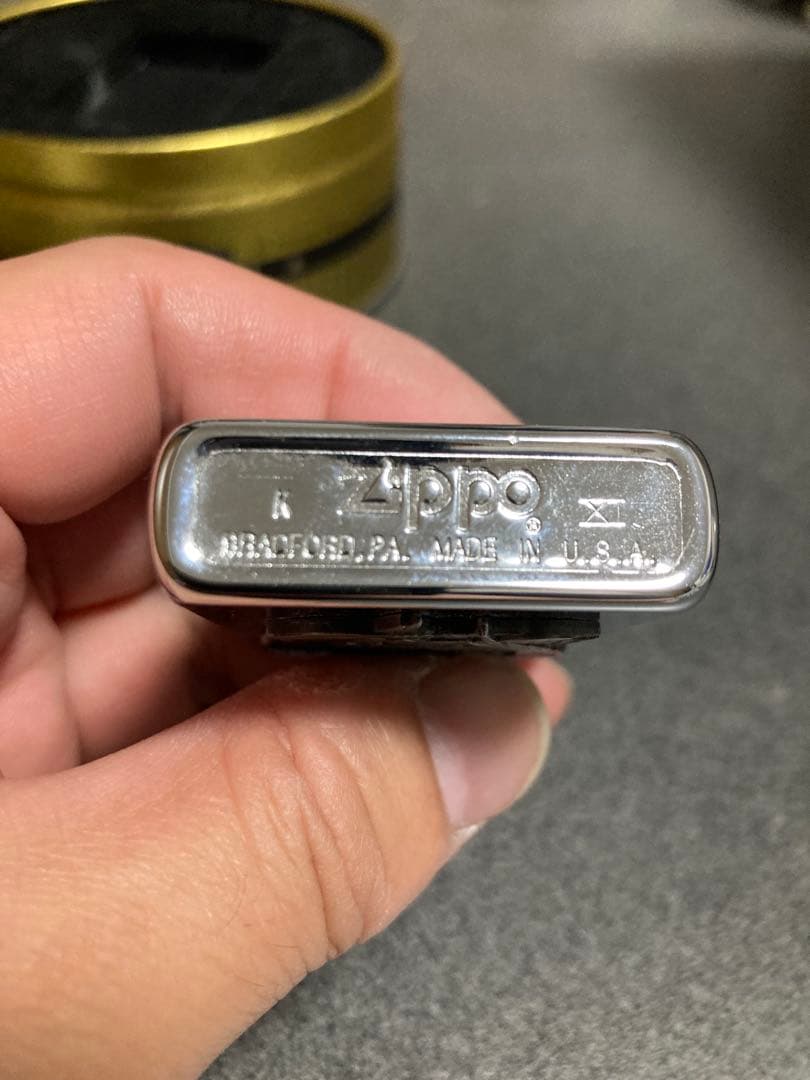 K Zippo® XI
BRADFORD,PA. MADE IN U.S.A.